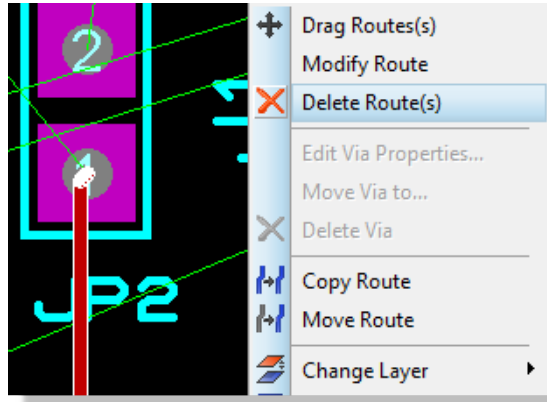 2
1
JP2
Drag Routes(s)
Modify Route
Delete Route(s)
Edit Via Properties...
Move Via to...
Delete Via
Copy Route
Move Route
Change Layer